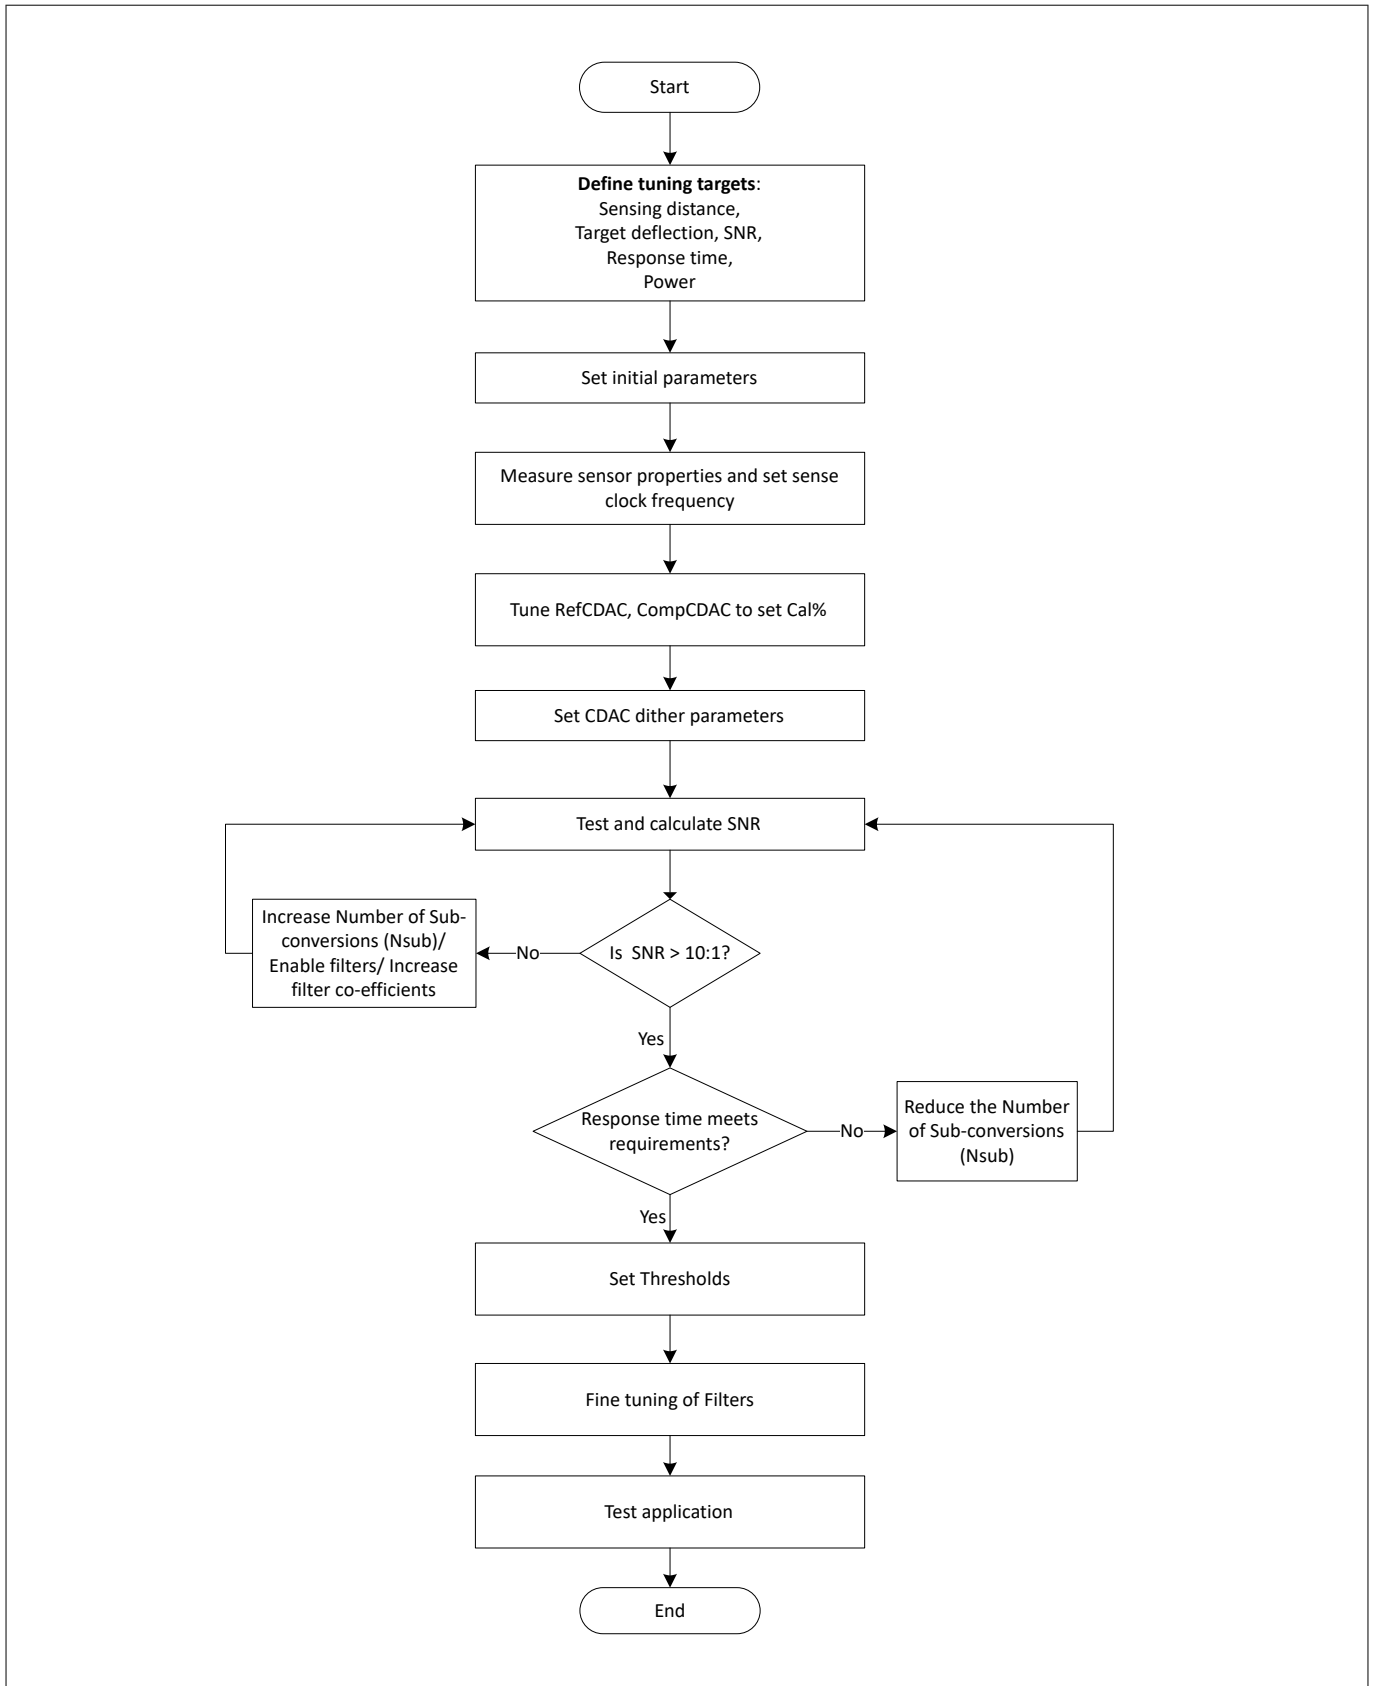 Start
Define tuning targets:
Sensing distance,
Target deflection, SNR,
Response time,
Power
Set initial parameters
Measure sensor properties and set sense
clock frequency
Tune RefCDAC, CompCDAC to set Cal%
Set CDAC dither parameters
Test and calculate SNR
Increase Number of Sub-
conversions (Nsub)/
Enable filters/ Increase
filter co-efficients
No
Is SNR > 10:1?
Yes
Response time meets
requirements?
No
Reduce the Number
of Sub-conversions
(Nsub)
Yes
Set Thresholds
Fine tuning of Filters
Test application
End